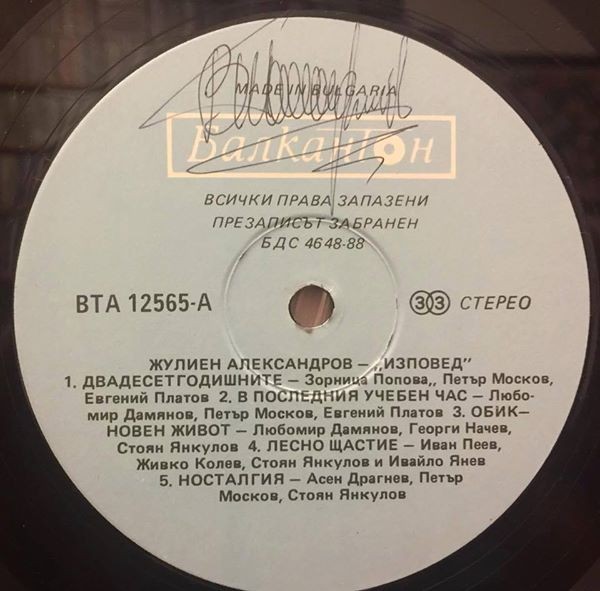 MADE IN BULGARIA
Балкантон
ВСИЧКИ ПРАВА ЗАПАЗЕНИ
ПРЕЗАПИСЪТ ЗАБРАНЕН
БДС 4648-88
ВТА 12565-А
33 СТЕРЕО
ЖУЛИЕН АЛЕКСАНДРОВ – „ИЗПОВЕД"
1. ДВАДЕСЕТГОДИШНИТЕ – Зорница Попова,, Петър Москов,
Евгений Платов 2. В ПОСЛЕДНИЯ УЧЕБЕН ЧАС – Любо-
мир Дамянов, Петър Москов, Евгений Платов 3. ОБИК-
НОВЕН ЖИВОТ – Любомир Дамянов, Георги Начев,
Стоян Янкулов 4. ЛЕСНО ЩАСТИЕ – Иван Пеев,
Живко Колев, Стоян Янкулов и Ивайло Янев
5. НОСТАЛГИЯ – Асен Драгнев, Петър
Москов, Стоян Янкулов